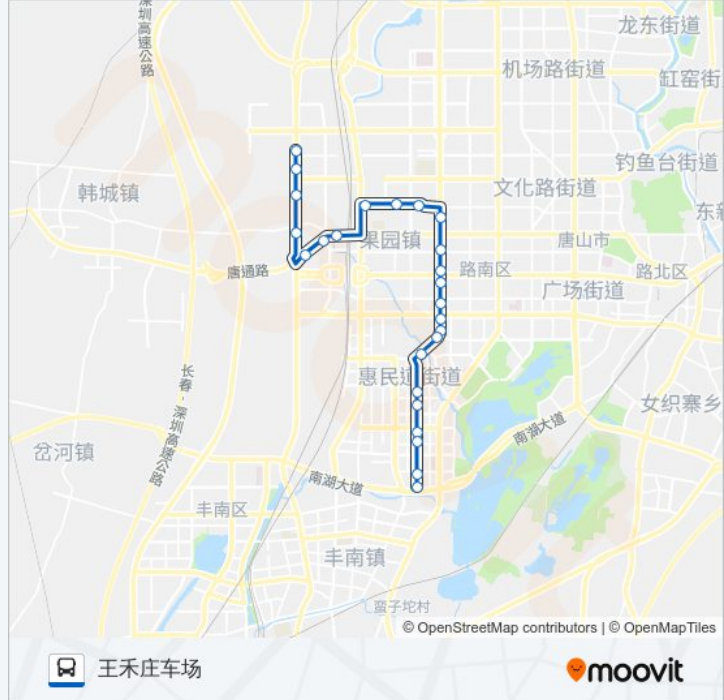 深圳高速公路
龙东街道
机场路街道
缸窑街
钓鱼台街道
韩城镇
文化路街道
东新
果园镇
唐山市
唐通路
路南区
路北区
广场街道
惠民道街道
长春 - 深圳高速公路
女织寨乡
南湖大道
岔河镇
南湖大道
丰南区
丰南镇
蛮子坨村
© OpenStreetMap contributors | © OpenMapTiles
王禾庄车场
moovit